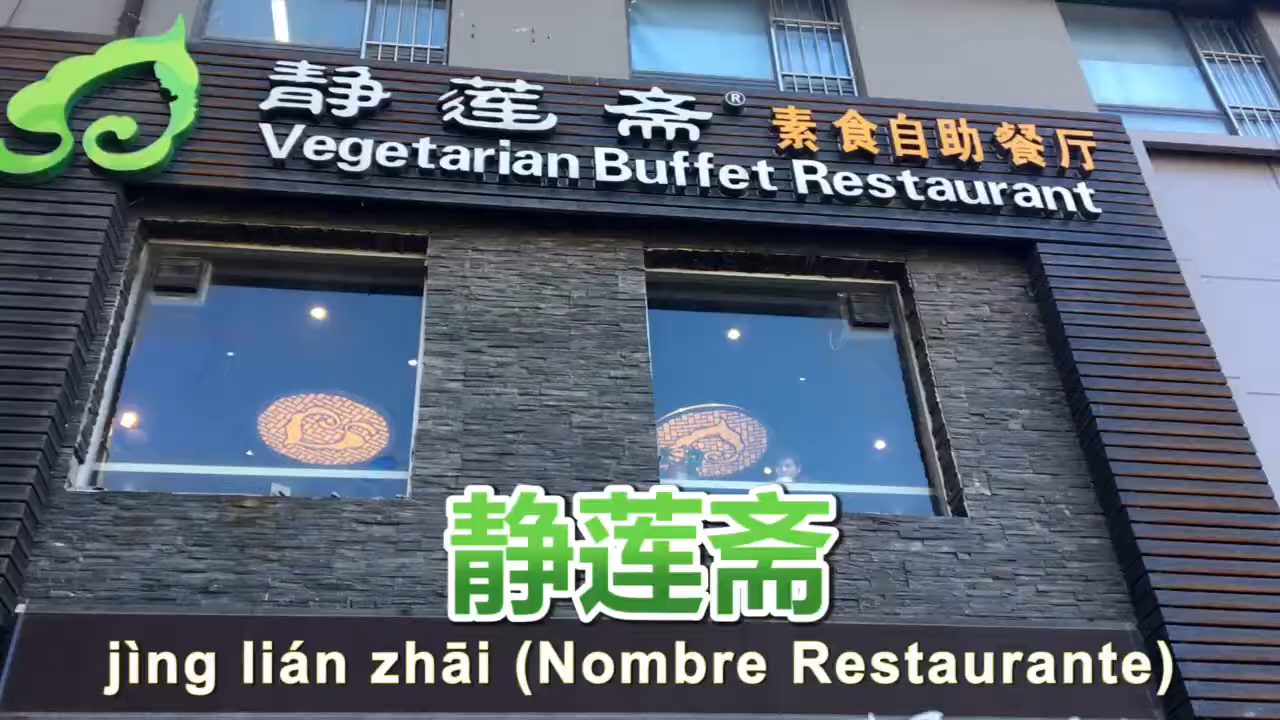 静莲斋® 素食自助餐厅
Vegetarian Buffet Restaurant
静莲斋
jìng lián zhāi (Nombre Restaurante)